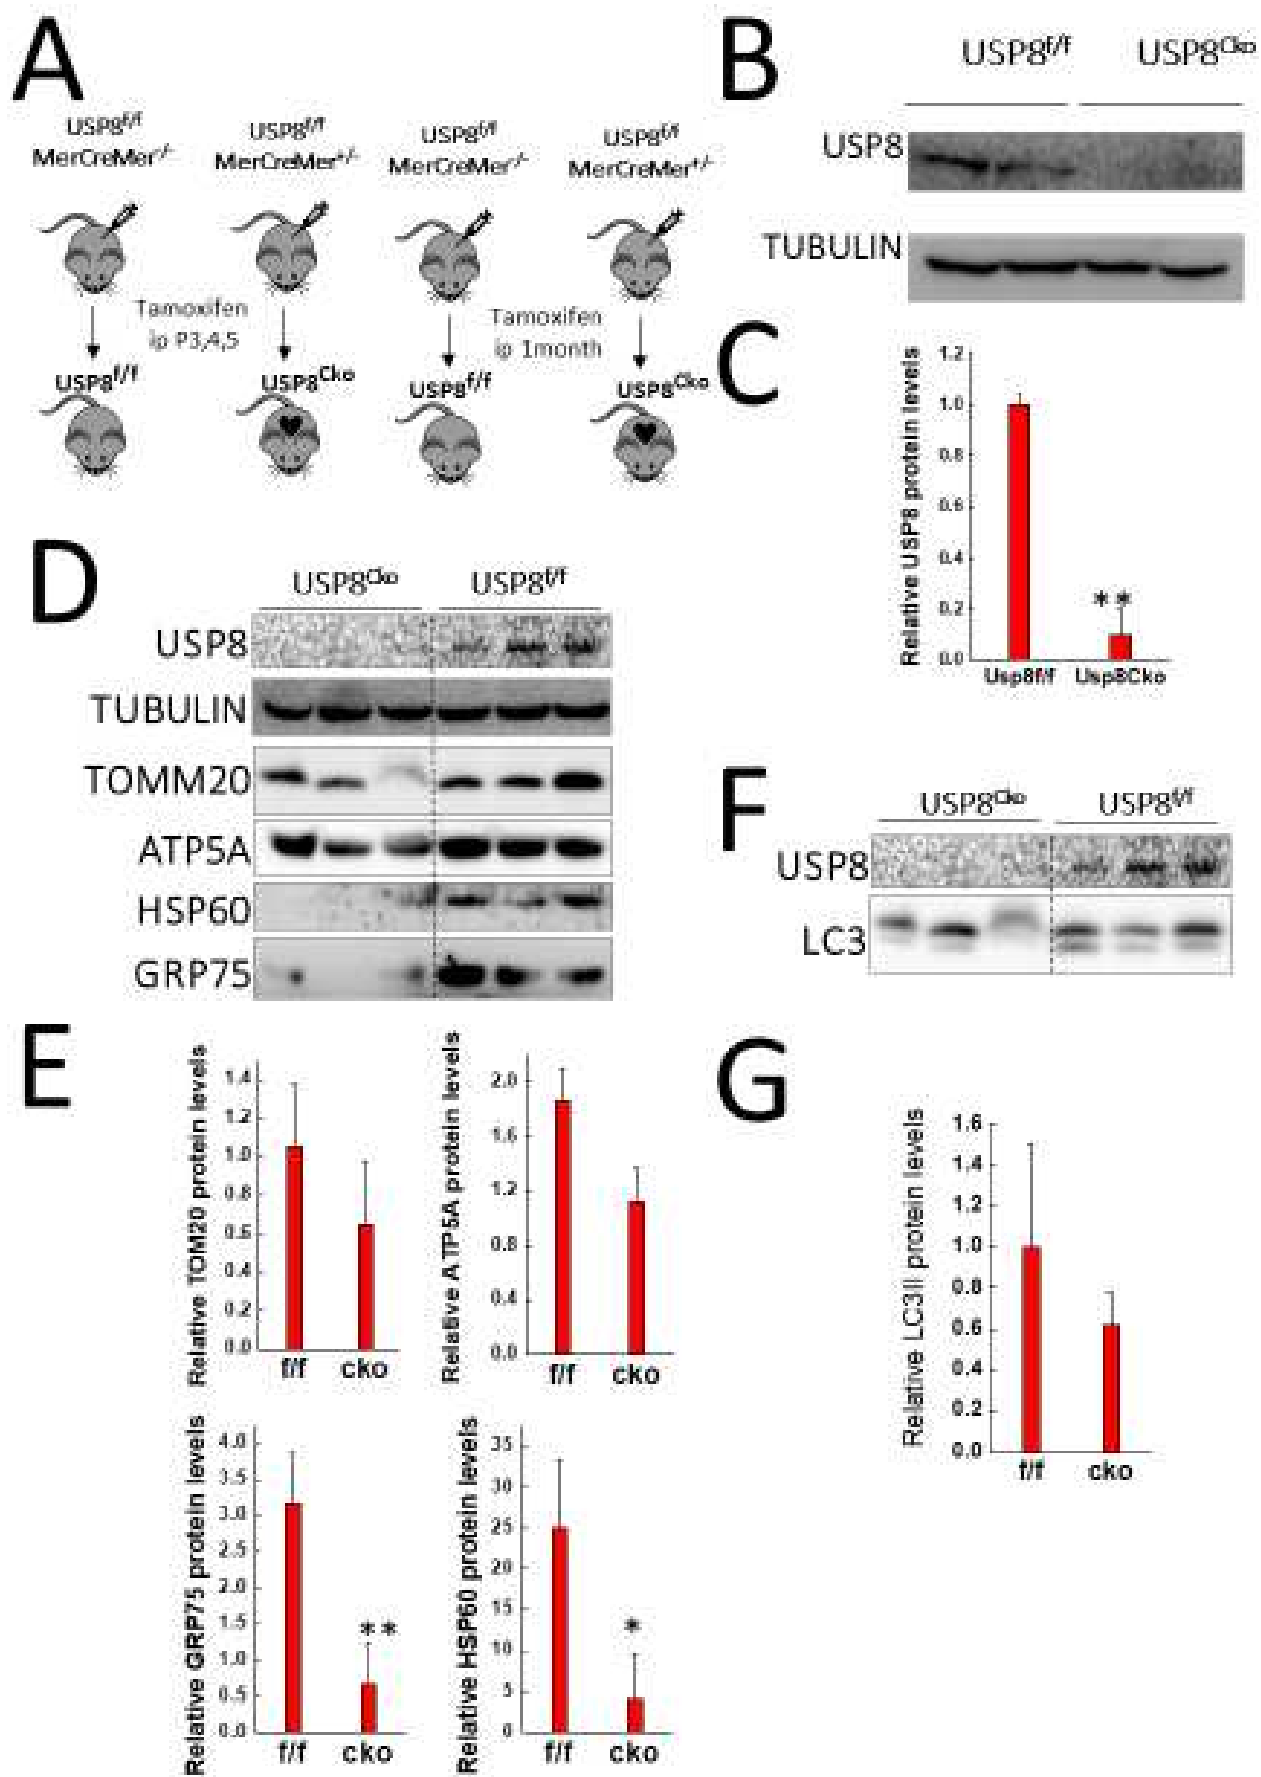 A
USP8f/f
MerCreMer-/-
USP8f/f
MerCreMer+/-
USP8f/f
MerCreMer-/-
USP8f/f
MerCreMer+/-
Tamoxifen
ip P3,4,5
Tamoxifen
ip 1month
USP8f/f
USP8Cko
USP8f/f
USP8Cko
B
USP8f/f
USP8Cko
USP8
TUBULIN
C
Relative USP8 protein levels
1.2
1.0
0.8
0.6
0.4
0.2
0.0
**
Usp8f/f
Usp8Cko
D
USP8Cko
USP8f/f
USP8
TUBULIN
TOMM20
ATP5A
HSP60
GRP75
F
USP8Cko
USP8f/f
USP8
LC3
E
Relative TOM20 protein levels
1.4
1.2
1.0
0.8
0.6
0.4
0.2
0.0
f/f
cko
Relative ATP5A protein levels
2.0
1.6
1.2
0.8
0.4
0.0
f/f
cko
Relative GRP75 protein levels
4.0
3.5
3.0
2.5
2.0
1.5
1.0
0.5
0.0
**
f/f
cko
Relative HSP60 protein levels
35
30
25
20
15
10
5
0
*
f/f
cko
G
Relative LC3II protein levels
1.6
1.4
1.2
1.0
0.8
0.6
0.4
0.2
0.0
f/f
cko